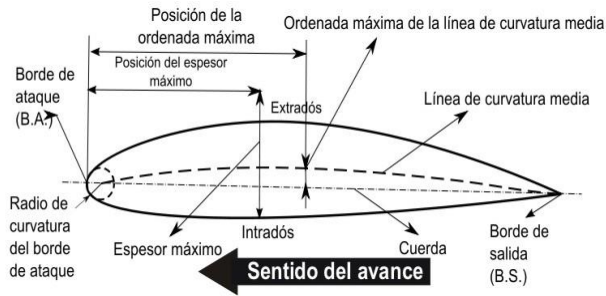 Posición de la
ordenada máxima
Ordenada máxima de la línea de curvatura media
Posición del espesor
máximo
Borde de
ataque
(B.A.)
Extradós
Línea de curvatura media
Radio de
curvatura
del borde
de ataque
Espesor máximo
Intradós
Cuerda
Borde de
salida
(B.S.)
Sentido del avance